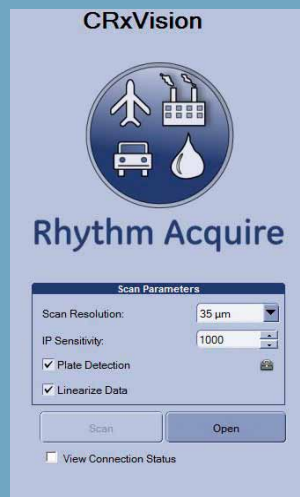 CRxVision
Rhythm Acquire
Scan Parameters
Scan Resolution: 35 µm
IP Sensitivity: 1000
Plate Detection
Linearize Data
Scan Open
View Connection Status